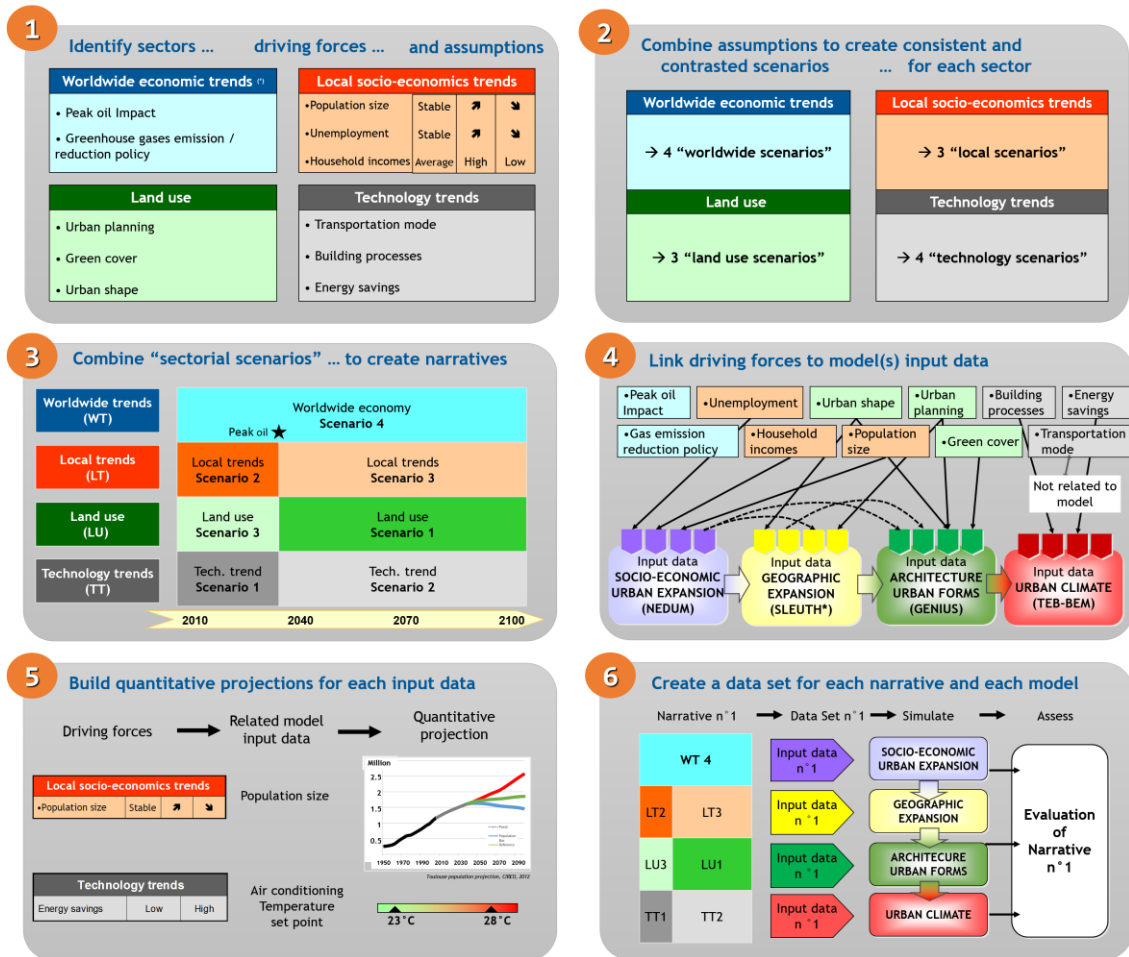 1
Identify sectors ... driving forces ... and assumptions
Worldwide economic trends (*)
• Peak oil Impact
• Greenhouse gases emission /
reduction policy
Local socio-economics trends
•Population size Stable ↗ ↘
•Unemployment Stable ↗ ↘
•Household incomes Average High Low
Land use
• Urban planning
• Green cover
• Urban shape
Technology trends
• Transportation mode
• Building processes
• Energy savings
2
Combine assumptions to create consistent and
contrasted scenarios ... for each sector
Worldwide economic trends
→ 4 “worldwide scenarios”
Local socio-economics trends
→ 3 “local scenarios”
Land use
→ 3 “land use scenarios”
Technology trends
→ 4 “technology scenarios”
3
Combine “sectorial scenarios” ... to create narratives
Worldwide trends
(WT)
Worldwide economy
Scenario 4
Peak oil ★
Local trends
(LT)
Local trends
Scenario 2
Local trends
Scenario 3
Land use
(LU)
Land use
Scenario 3
Land use
Scenario 1
Technology trends
(TT)
Tech. trend
Scenario 1
Tech. trend
Scenario 2
2010 2040 2070 2100
4
Link driving forces to model(s) input data
•Peak oil
Impact
•Unemployment
•Urban shape
•Urban
planning
•Building
processes
•Energy
savings
•Gas emission
reduction policy
•Household
incomes
•Population
size
•Green cover
•Transportation
mode
Not related to
model
Input data
SOCIO-ECONOMIC
URBAN EXPANSION
(NEDUM)
Input data
GEOGRAPHIC
EXPANSION
(SLEUTH*)
Input data
ARCHITECTURE
URBAN FORMS
(GENIUS)
Input data
URBAN CLIMATE
(TEB-BEM)
5
Build quantitative projections for each input data
Driving forces
Related model
input data
Quantitative
projection
Local socio-economics trends
•Population size Stable ↗ ↘
Population size
Million
2.5
2
1.5
1
0.5
1950 1970 1990 2010 2030 2050 2070 2090
Toulouse population projection, CIRED, 2012
Technology trends
Energy savings Low High
Air conditioning
Temperature
set point
23°C 28°C
6
Create a data set for each narrative and each model
Narrative n°1 Data Set n°1 Simulate Assess
WT 4
LT2 LT3
LU3 LU1
TT1 TT2
Input data
n°1
Input data
n°1
Input data
n°1
Input data
n°1
SOCIO-ECONOMIC
URBAN EXPANSION
GEOGRAPHIC
EXPANSION
ARCHITECURE
URBAN FORMS
URBAN CLIMATE
Evaluation
of
Narrative
n°1